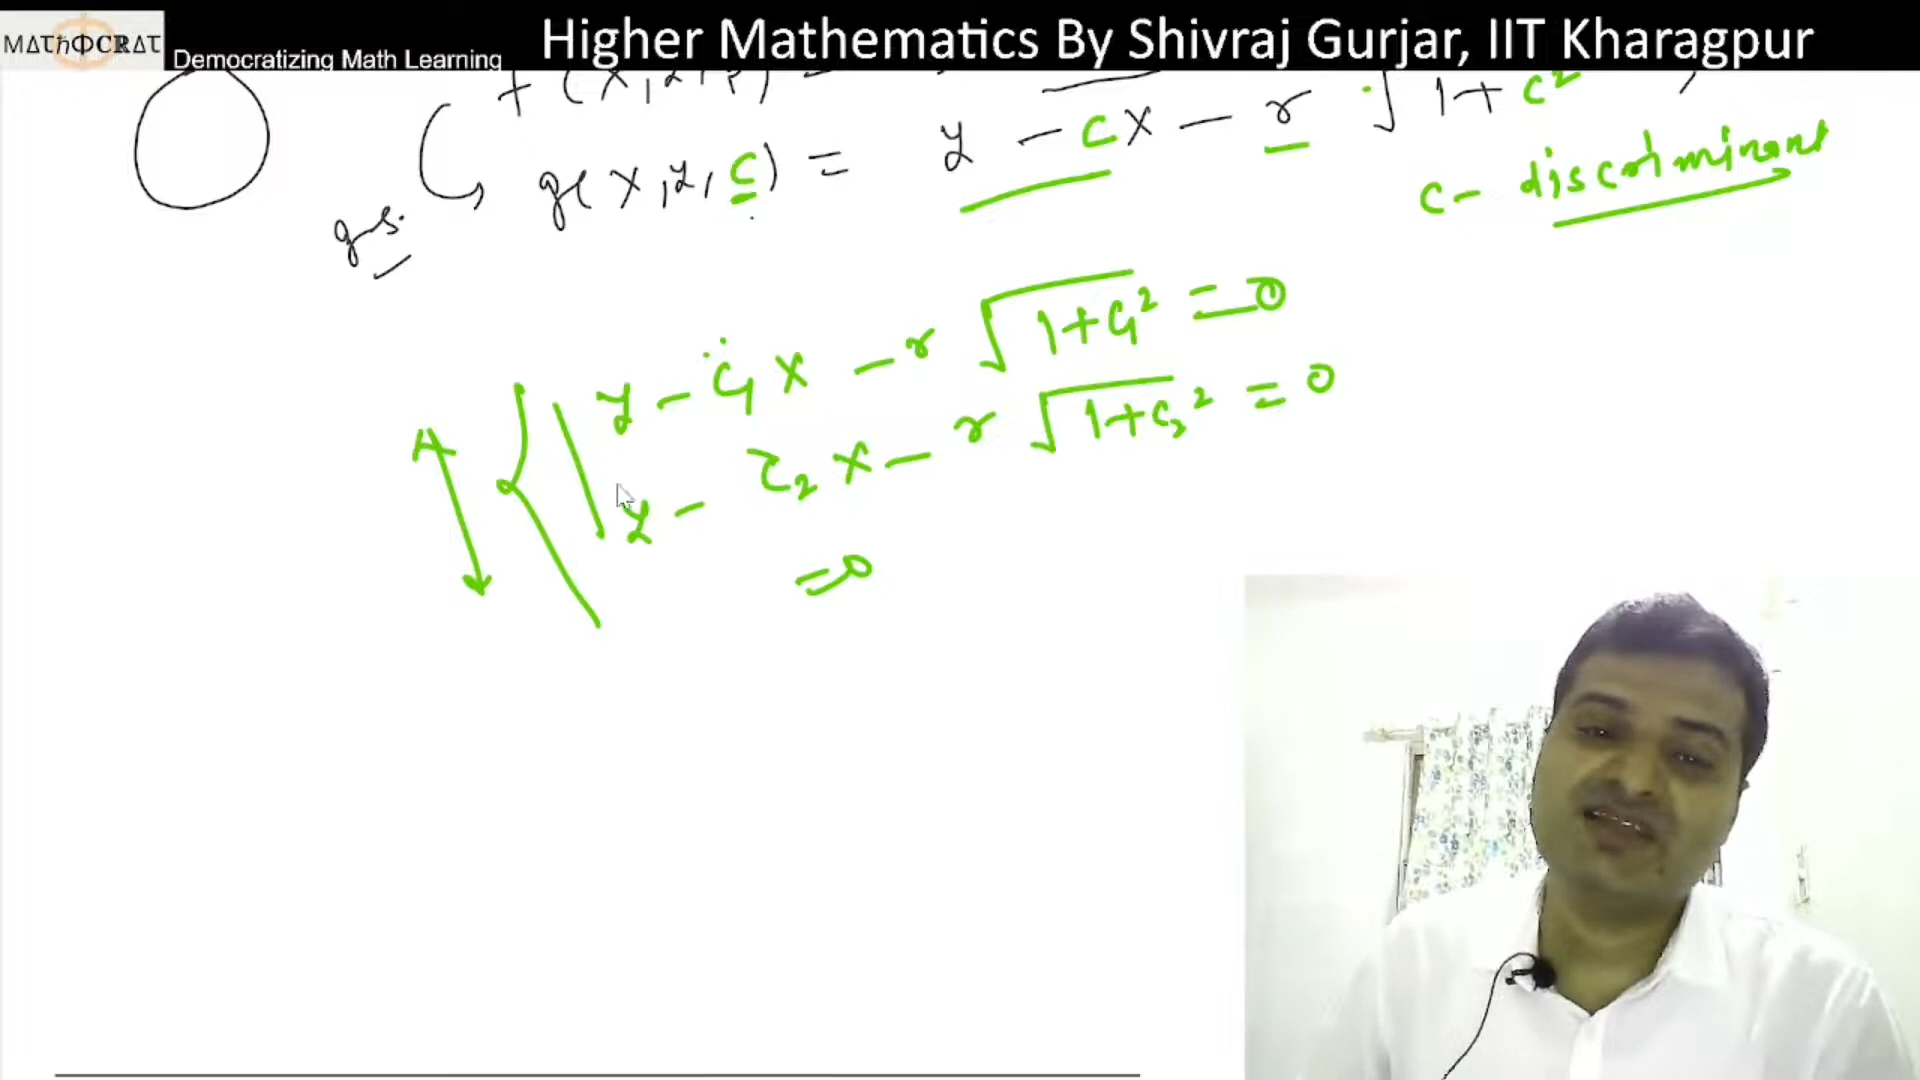 MΔTℏΦCRΔT
Democratizing Math Learning
Higher Mathematics By Shivraj Gurjar, IIT Kharagpur
g(x, y, c) = y - cx - r √1+c²
g.s.
c - discriminant
y - c₁x - r √1+c₁² = 0
y - c₂x - r √1+c₂² = 0
= 0